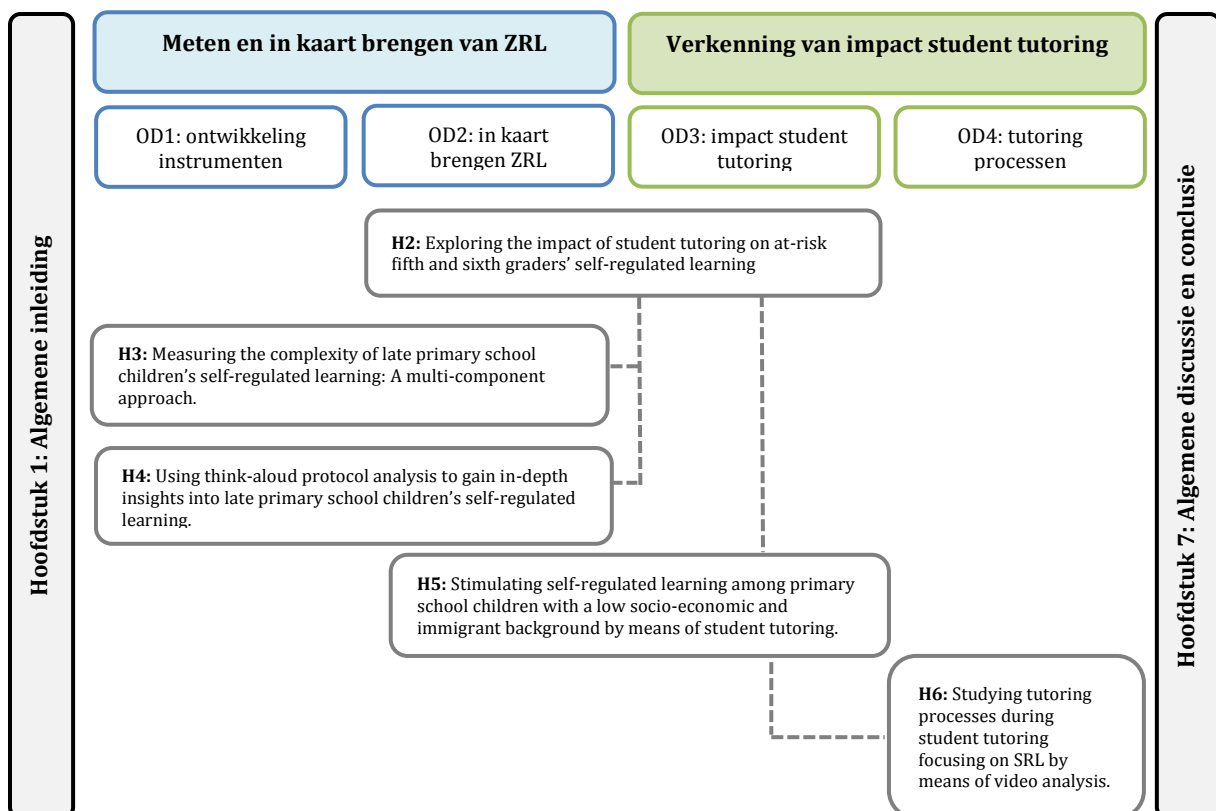 Hoofdstuk 1: Algemene inleiding
Meten en in kaart brengen van ZRL
Verkenning van impact student tutoring
OD1: ontwikkeling
instrumenten
OD2: in kaart
brengen ZRL
OD3: impact student
tutoring
OD4: tutoring
processen
H2: Exploring the impact of student tutoring on at-risk
fifth and sixth graders’ self-regulated learning
H3: Measuring the complexity of late primary school
children’s self-regulated learning: A multi-component
approach.
H4: Using think-aloud protocol analysis to gain in-depth
insights into late primary school children’s self-regulated
learning.
H5: Stimulating self-regulated learning among primary
school children with a low socio-economic and
immigrant background by means of student tutoring.
H6: Studying tutoring
processes during
student tutoring
focusing on SRL by
means of video analysis.
Hoofdstuk 7: Algemene discussie en conclusie